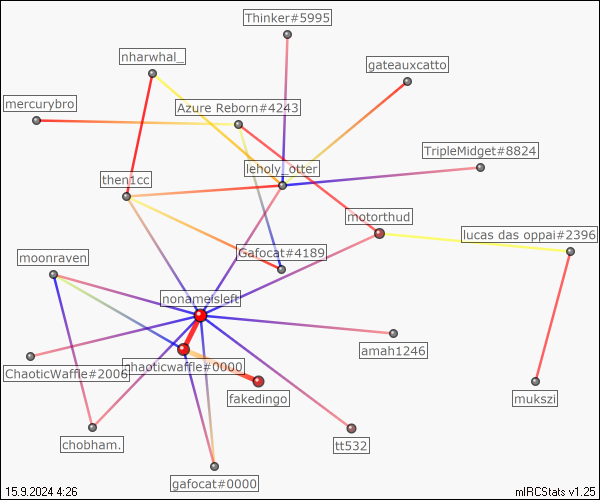 Thinker#5995
nharwhal_
gateauxcatto
mercurybro
Azure Reborn#4243
TripleMidget#8824
leholy_otter
then1cc
motorthud
lucas das oppai#2396
Gafocat#4189
moonraven
nonameisleft
amah1246
chaoticwaffle#0000
ChaoticWaffle#2006
fakedingo
mukszi
chobham.
tt532
gafocat#0000
15.9.2024 4:26
mIRCStats v1.25